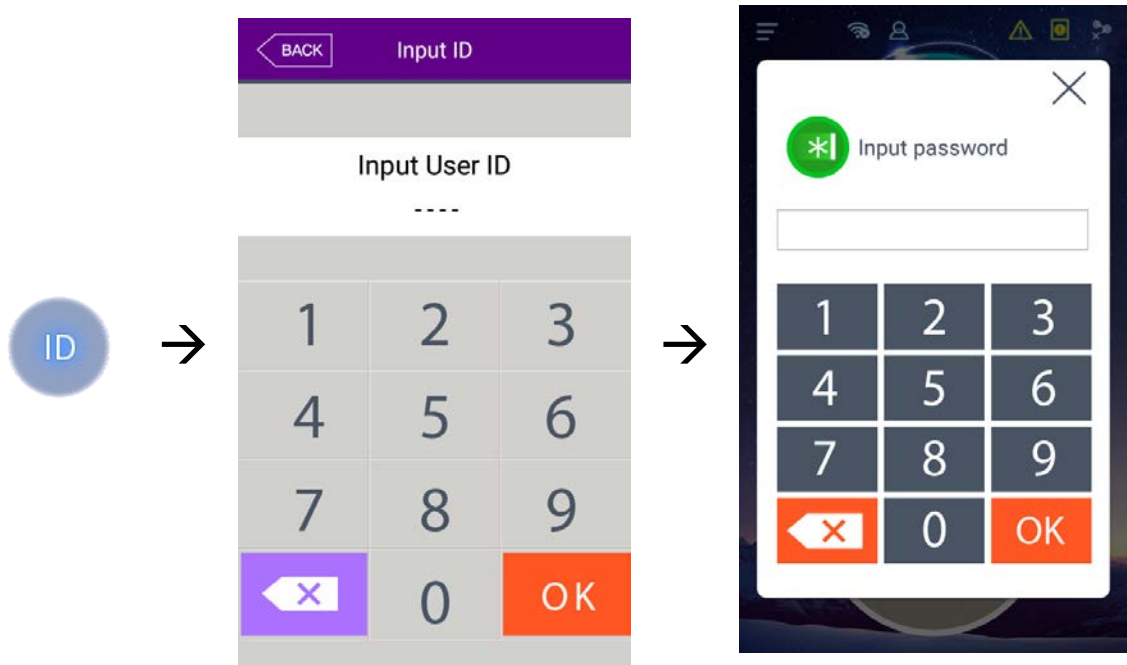 ID
BACK Input ID
Input User ID
----
1 2 3
4 5 6
7 8 9
0 OK
Input password
1 2 3
4 5 6
7 8 9
0 OK